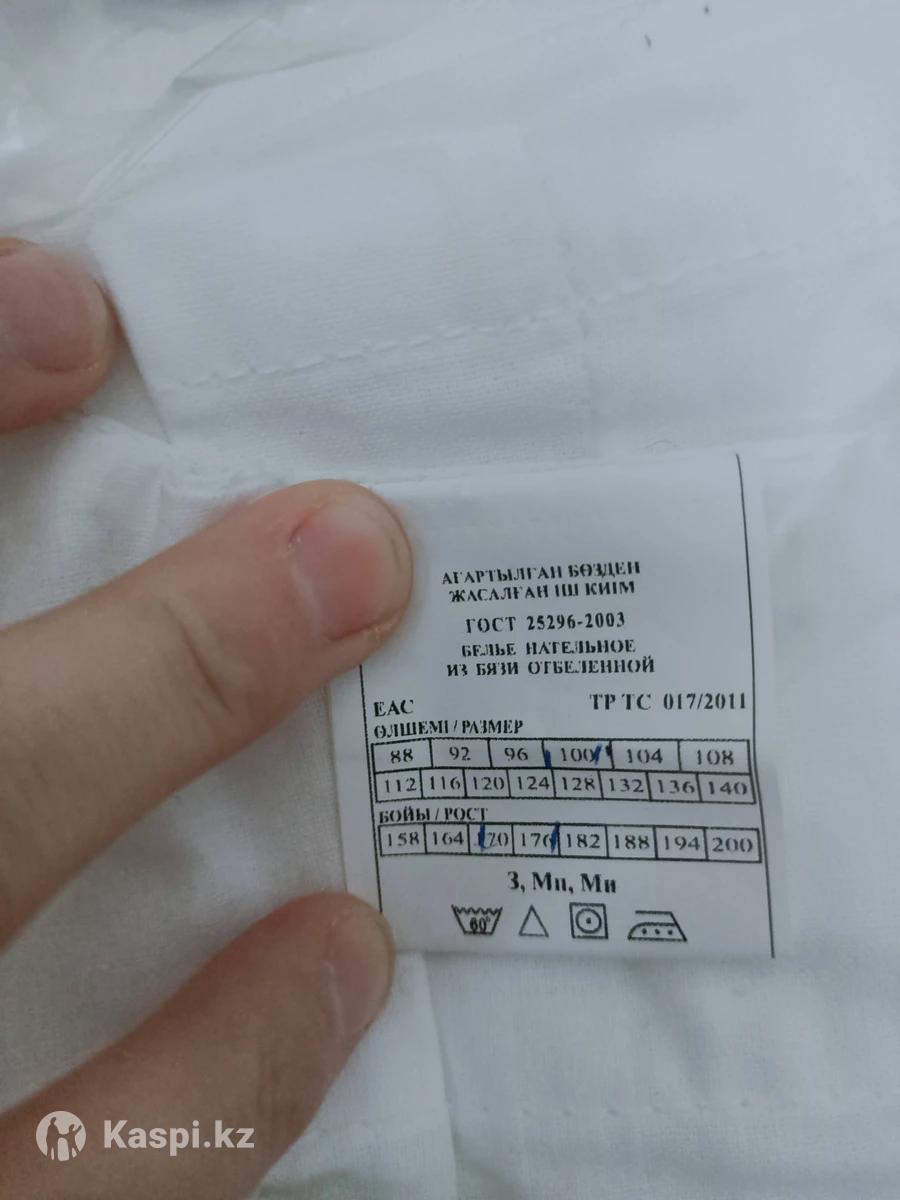 АҒАРТЫЛҒАН БӨЗДЕН
ЖАСАЛҒАН ІШ КИІМ
ГОСТ 25296-2003
БЕЛЬЕ НАТЕЛЬНОЕ
ИЗ БЯЗИ ОТБЕЛЕННОЙ
ЕАС ТР ТС 017/2011
ӨЛШЕМІ / РАЗМЕР
88 92 96 100 104 108
112 116 120 124 128 132 136 140
БОЙЫ / РОСТ
158 164 170 176 182 188 194 200
З, Мп, Ми
60°
Kaspi.kz